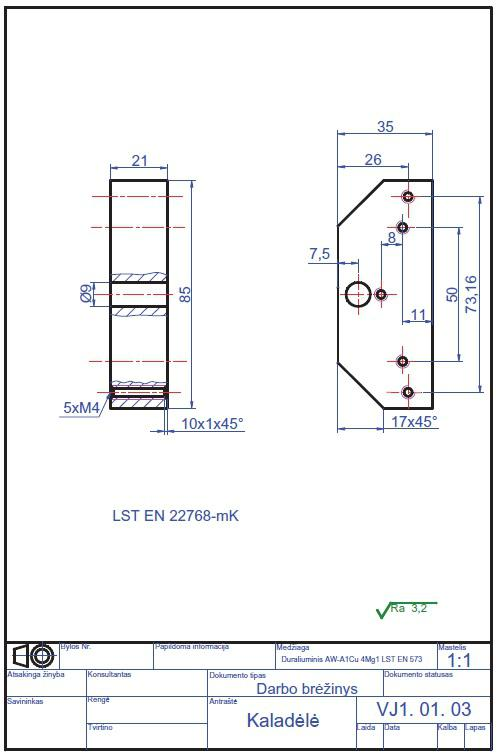 35
21
26
8
7,5
Ø9
85
50
73,16
11
5xM4
10x1x45°
17x45°
LST EN 22768-mK
Ra 3,2
Bylos Nr.
Papildoma informacija
Medžiaga
Duraliuminis AW-A1Cu 4Mg1 LST EN 573
Mastelis
1:1
Atsakinga žinyba
Konsultantas
Dokumento tipas
Darbo brėžinys
Dokumento statusas
Savininkas
Rengė
Antraštė
Kaladėlė
VJ1. 01. 03
Tvirtino
Laida
Data
Kalba
Lapas